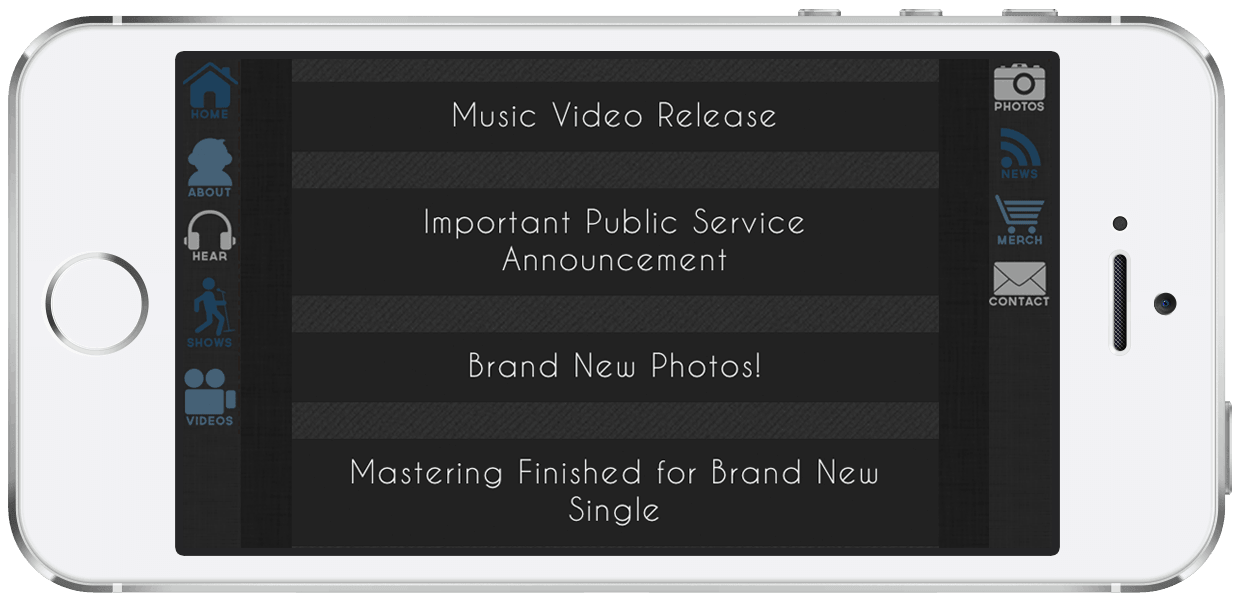 HOME
ABOUT
HEAR
SHOWS
VIDEOS
Music Video Release
Important Public Service
Announcement
Brand New Photos!
Mastering Finished for Brand New
Single
PHOTOS
NEWS
MERCH
CONTACT